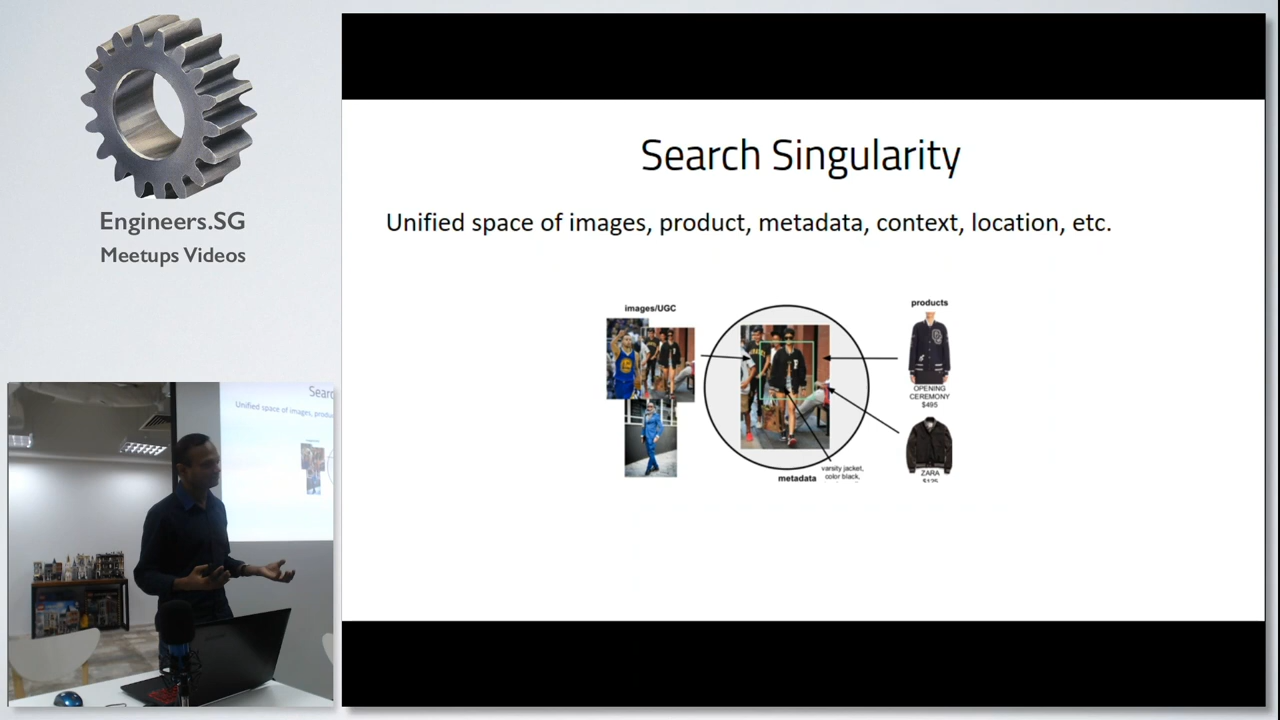 Engineers.SG
Meetups Videos
Search Singularity
Unified space of images, product, metadata, context, location, etc.
images/UGC
products
OPENING
CEREMONY
$495
ZARA
varsity jacket,
color black,
metadata